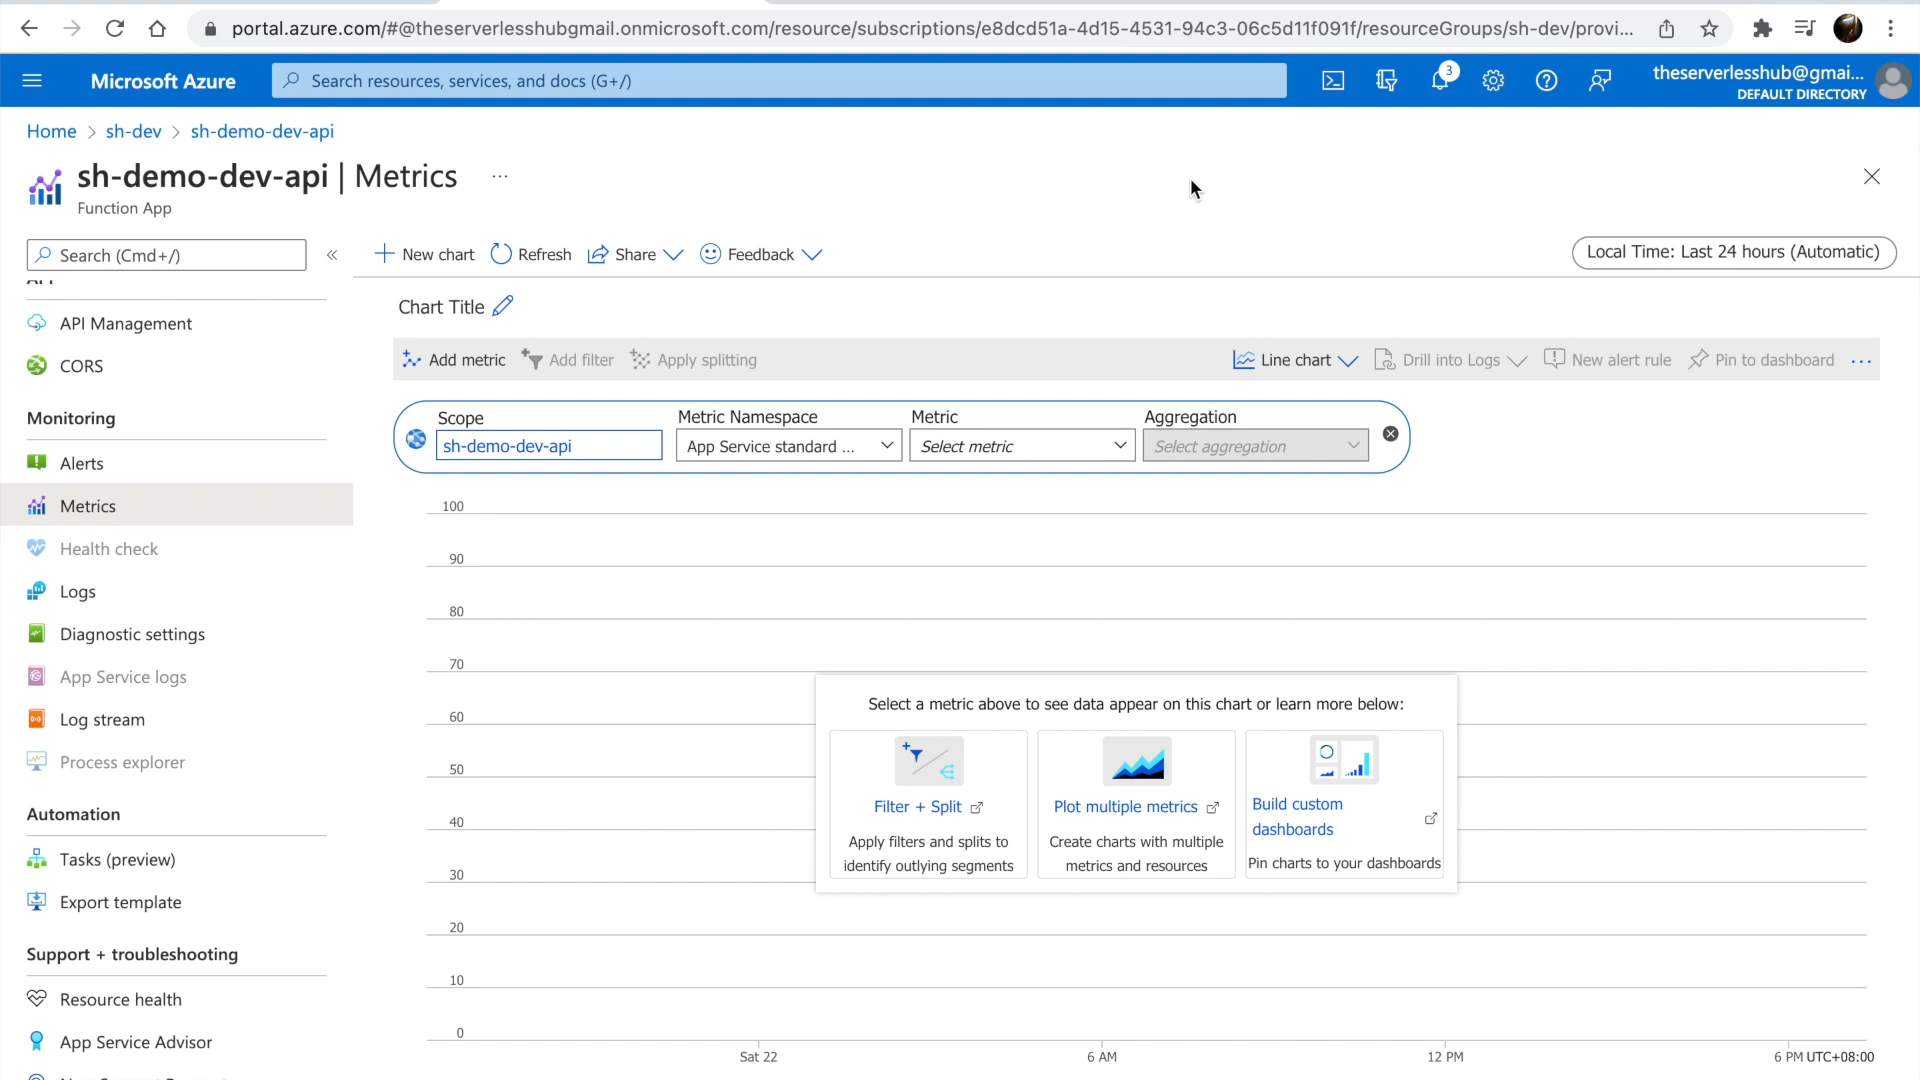 portal.azure.com/#@theserverlesshubgmail.onmicrosoft.com/resource/subscriptions/e8dcd51a-4d15-4531-94c3-06c5d11f091f/resourceGroups/sh-dev/provi...
Microsoft Azure
Search resources, services, and docs (G+/)
3
theserverlesshub@gmai...
DEFAULT DIRECTORY
Home > sh-dev > sh-demo-dev-api
sh-demo-dev-api | Metrics ...
Function App
Search (Cmd+/)
«
New chart
Refresh
Share
Feedback
Local Time: Last 24 hours (Automatic)
API
API Management
CORS
Monitoring
Alerts
Metrics
Health check
Logs
Diagnostic settings
App Service logs
Log stream
Process explorer
Automation
Tasks (preview)
Export template
Support + troubleshooting
Resource health
App Service Advisor
Chart Title
Add metric
Add filter
Apply splitting
Line chart
Drill into Logs
New alert rule
Pin to dashboard
...
Scope
sh-demo-dev-api
Metric Namespace
App Service standard ...
Metric
Select metric
Aggregation
Select aggregation
100
90
80
70
60
50
40
30
20
10
0
Select a metric above to see data appear on this chart or learn more below:
Filter + Split
Apply filters and splits to
identify outlying segments
Plot multiple metrics
Create charts with multiple
metrics and resources
Build custom
dashboards
Pin charts to your dashboards
Sat 22
6 AM
12 PM
6 PM UTC+08:00